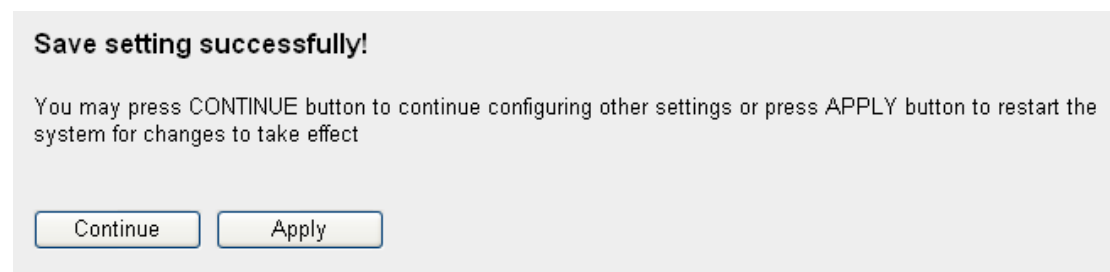 Save setting successfully!
You may press CONTINUE button to continue configuring other settings or press APPLY button to restart the
system for changes to take effect
Continue
Apply